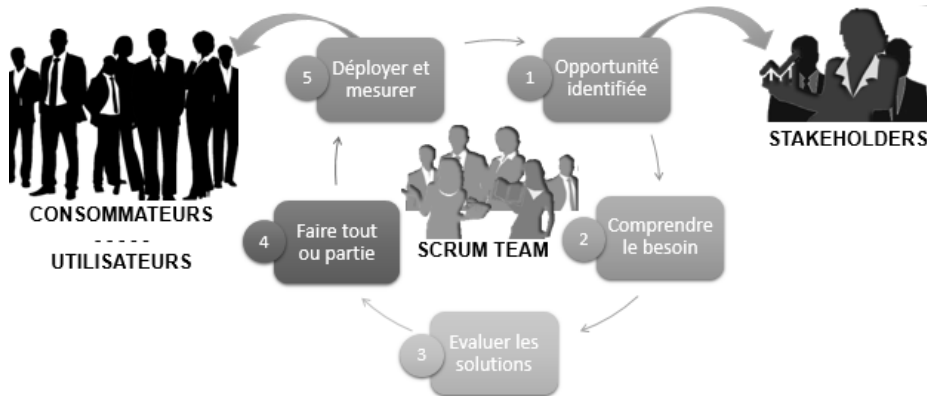 5
Déployer et
mesurer
1
Opportunité
identifiée
STAKEHOLDERS
CONSOMMATEURS
- - - - -
UTILISATEURS
4
Faire tout
ou partie
SCRUM TEAM
2
Comprendre
le besoin
3
Evaluer les
solutions